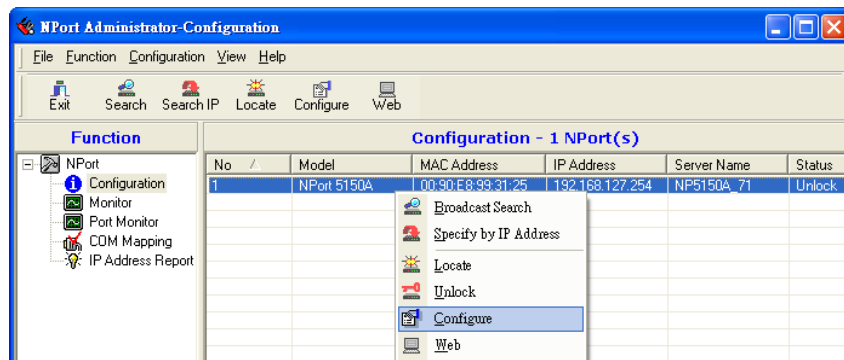 NPort Administrator-Configuration
File Function Configuration View Help
Exit Search Search IP Locate Configure Web
Function
Configuration - 1 NPort(s)
NPort
Configuration
Monitor
Port Monitor
COM Mapping
IP Address Report
No Model MAC Address IP Address Server Name Status
1 NPort 5150A 00:90:E8:99:31:25 192.168.127.254 NP5150A_71 Unlock
Broadcast Search
Specify by IP Address
Locate
Unlock
Configure
Web